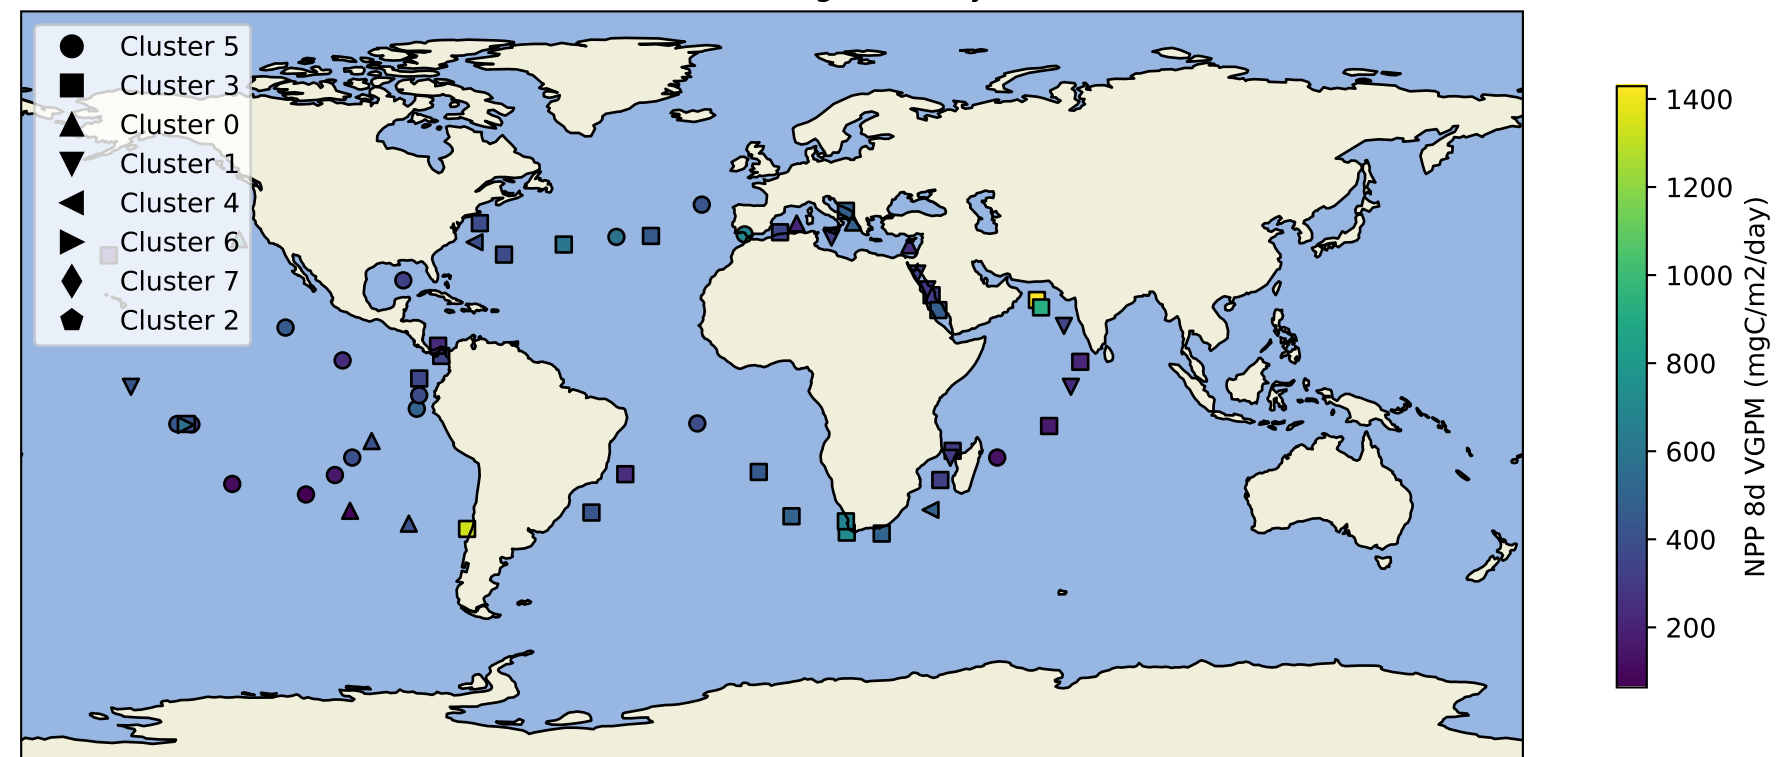 Cluster 5
Cluster 3
Cluster 0
Cluster 1
Cluster 4
Cluster 6
Cluster 7
Cluster 2
1400
1200
1000
800
600
400
200
NPP 8d VGPM (mgC/m2/day)